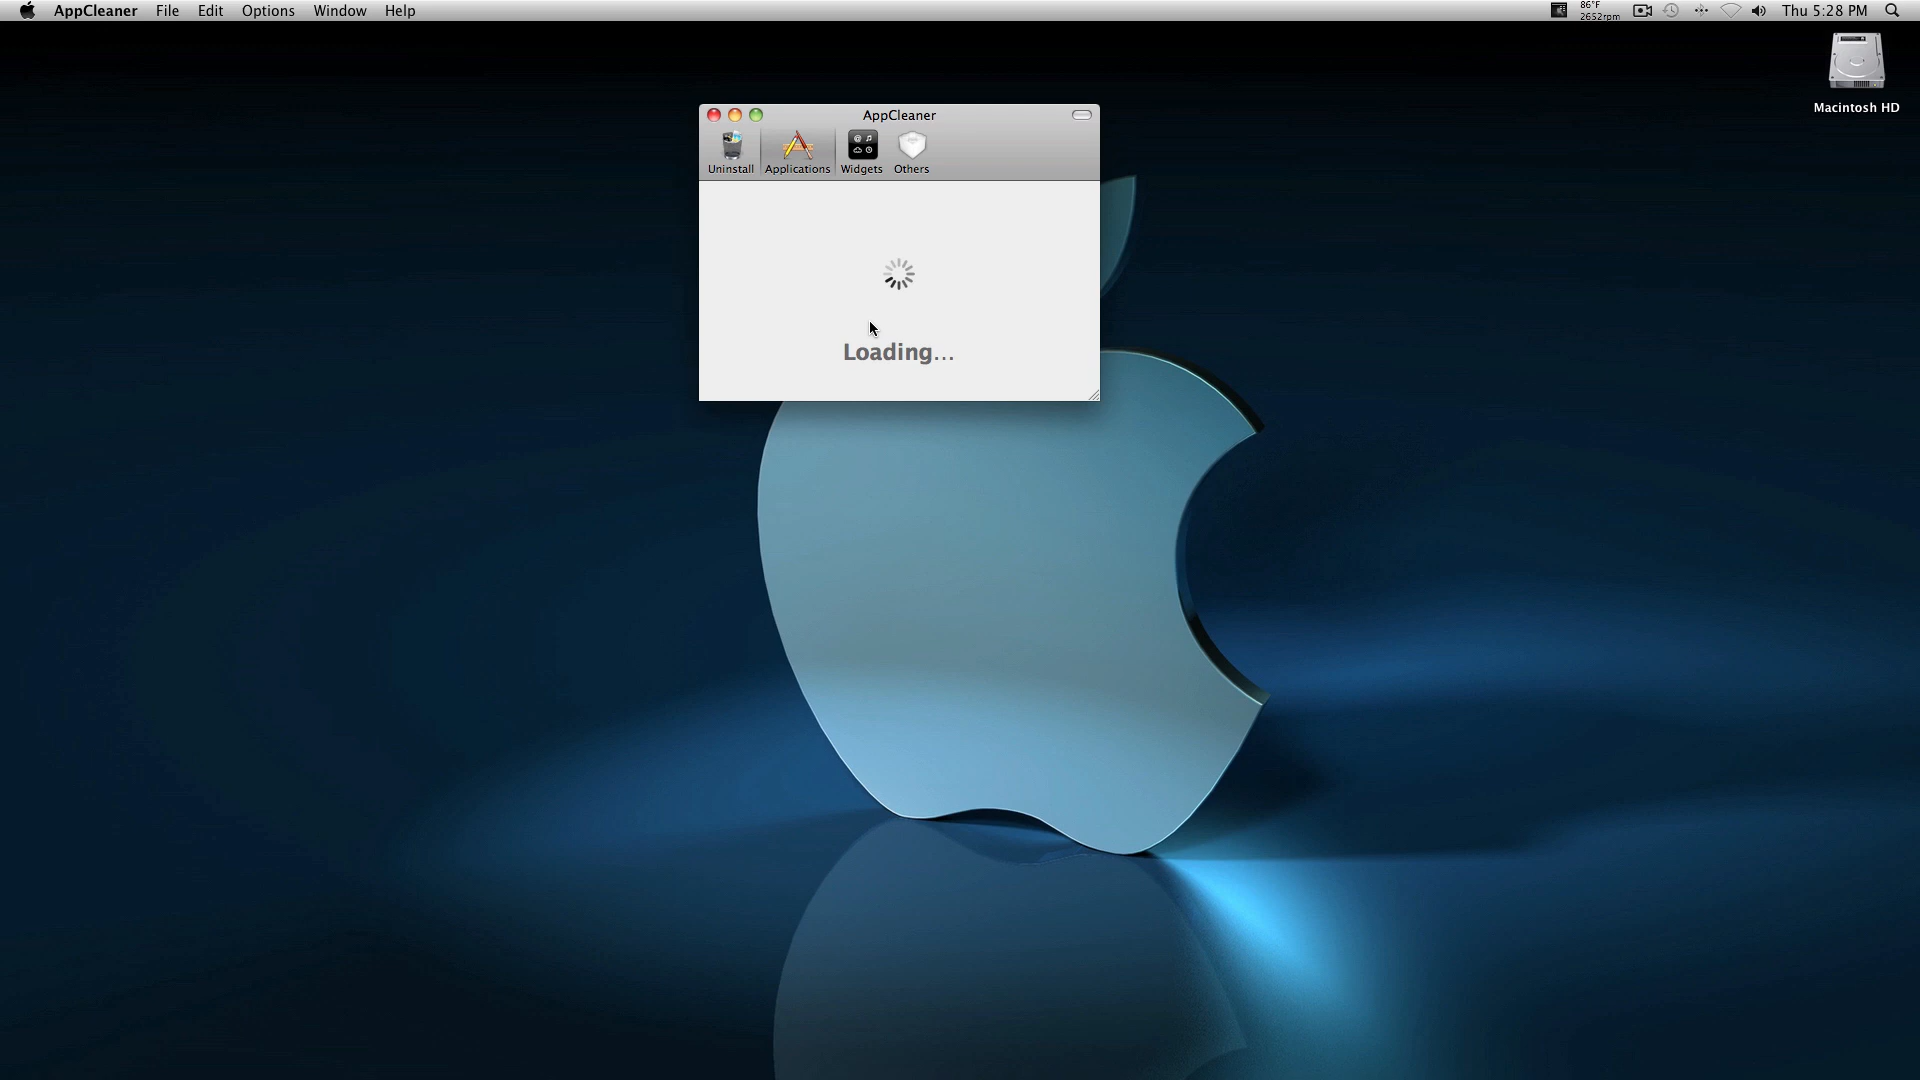 AppCleaner File Edit Options Window Help
86°F
2652rpm
Thu 5:28 PM
Macintosh HD
AppCleaner
Uninstall Applications Widgets Others
Loading...